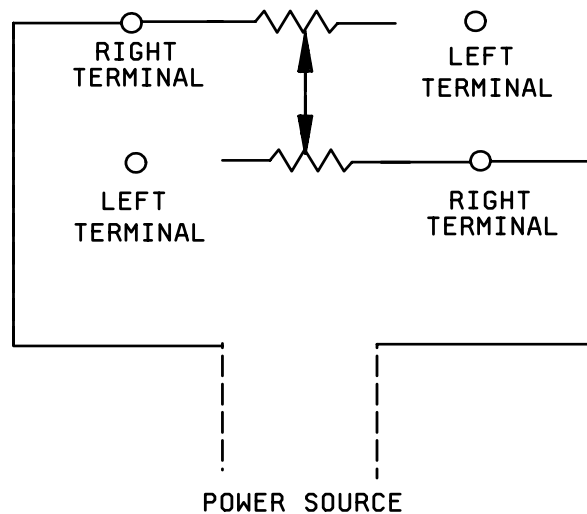 RIGHT
TERMINAL
LEFT
TERMINAL
LEFT
TERMINAL
RIGHT
TERMINAL
POWER SOURCE